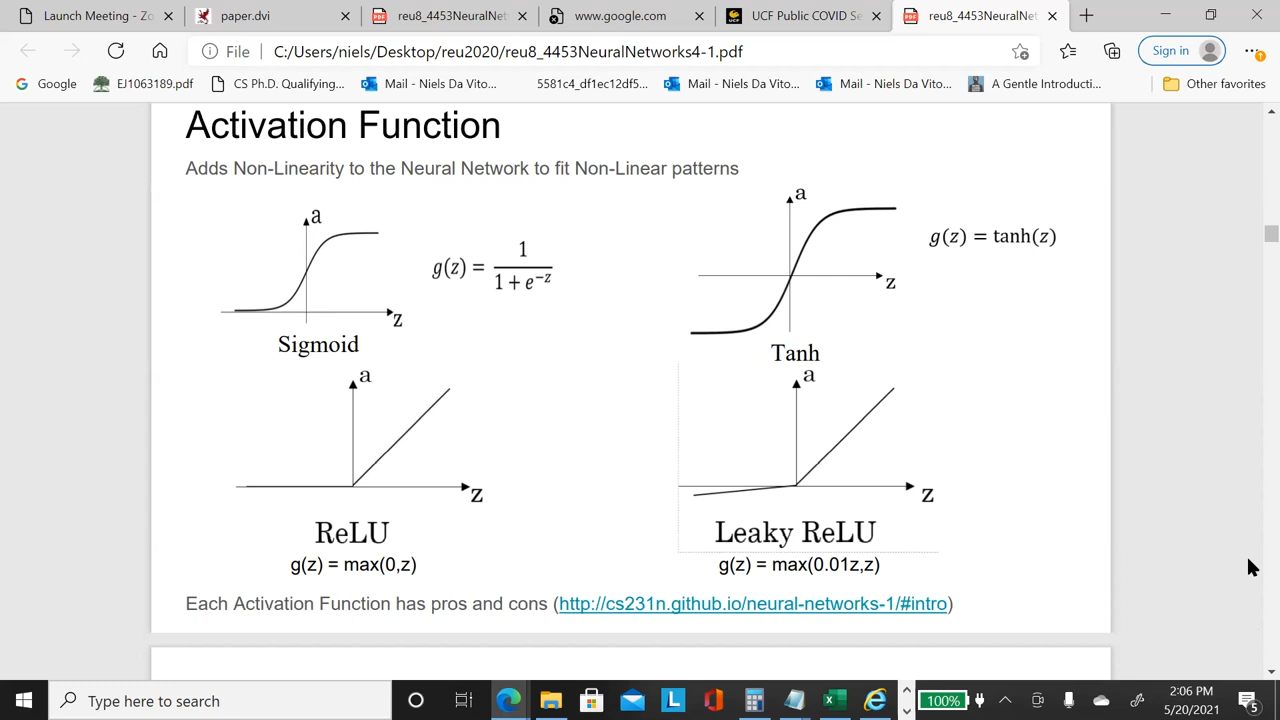 Launch Meeting - Zo
paper.dvi
reu8_4453NeuralNetworks4
www.google.com
UCF Public COVID Se
reu8_4453NeuralNet
File
C:/Users/niels/Desktop/reu2020/reu8_4453NeuralNetworks4-1.pdf
Sign in
Google
EJ1063189.pdf
CS Ph.D. Qualifying...
Mail - Niels Da Vito...
5581c4_df1ec12df5...
Mail - Niels Da Vito...
Mail - Niels Da Vito...
A Gentle Introducti...
Other favorites
Activation Function
Adds Non-Linearity to the Neural Network to fit Non-Linear patterns
a
g(z) = 1 / (1 + e^−z)
z
Sigmoid
a
g(z) = tanh(z)
z
Tanh
a
z
ReLU
g(z) = max(0,z)
a
z
Leaky ReLU
g(z) = max(0.01z,z)
Each Activation Function has pros and cons (http://cs231n.github.io/neural-networks-1/#intro)
Type here to search
100%
2:06 PM
5/20/2021
5